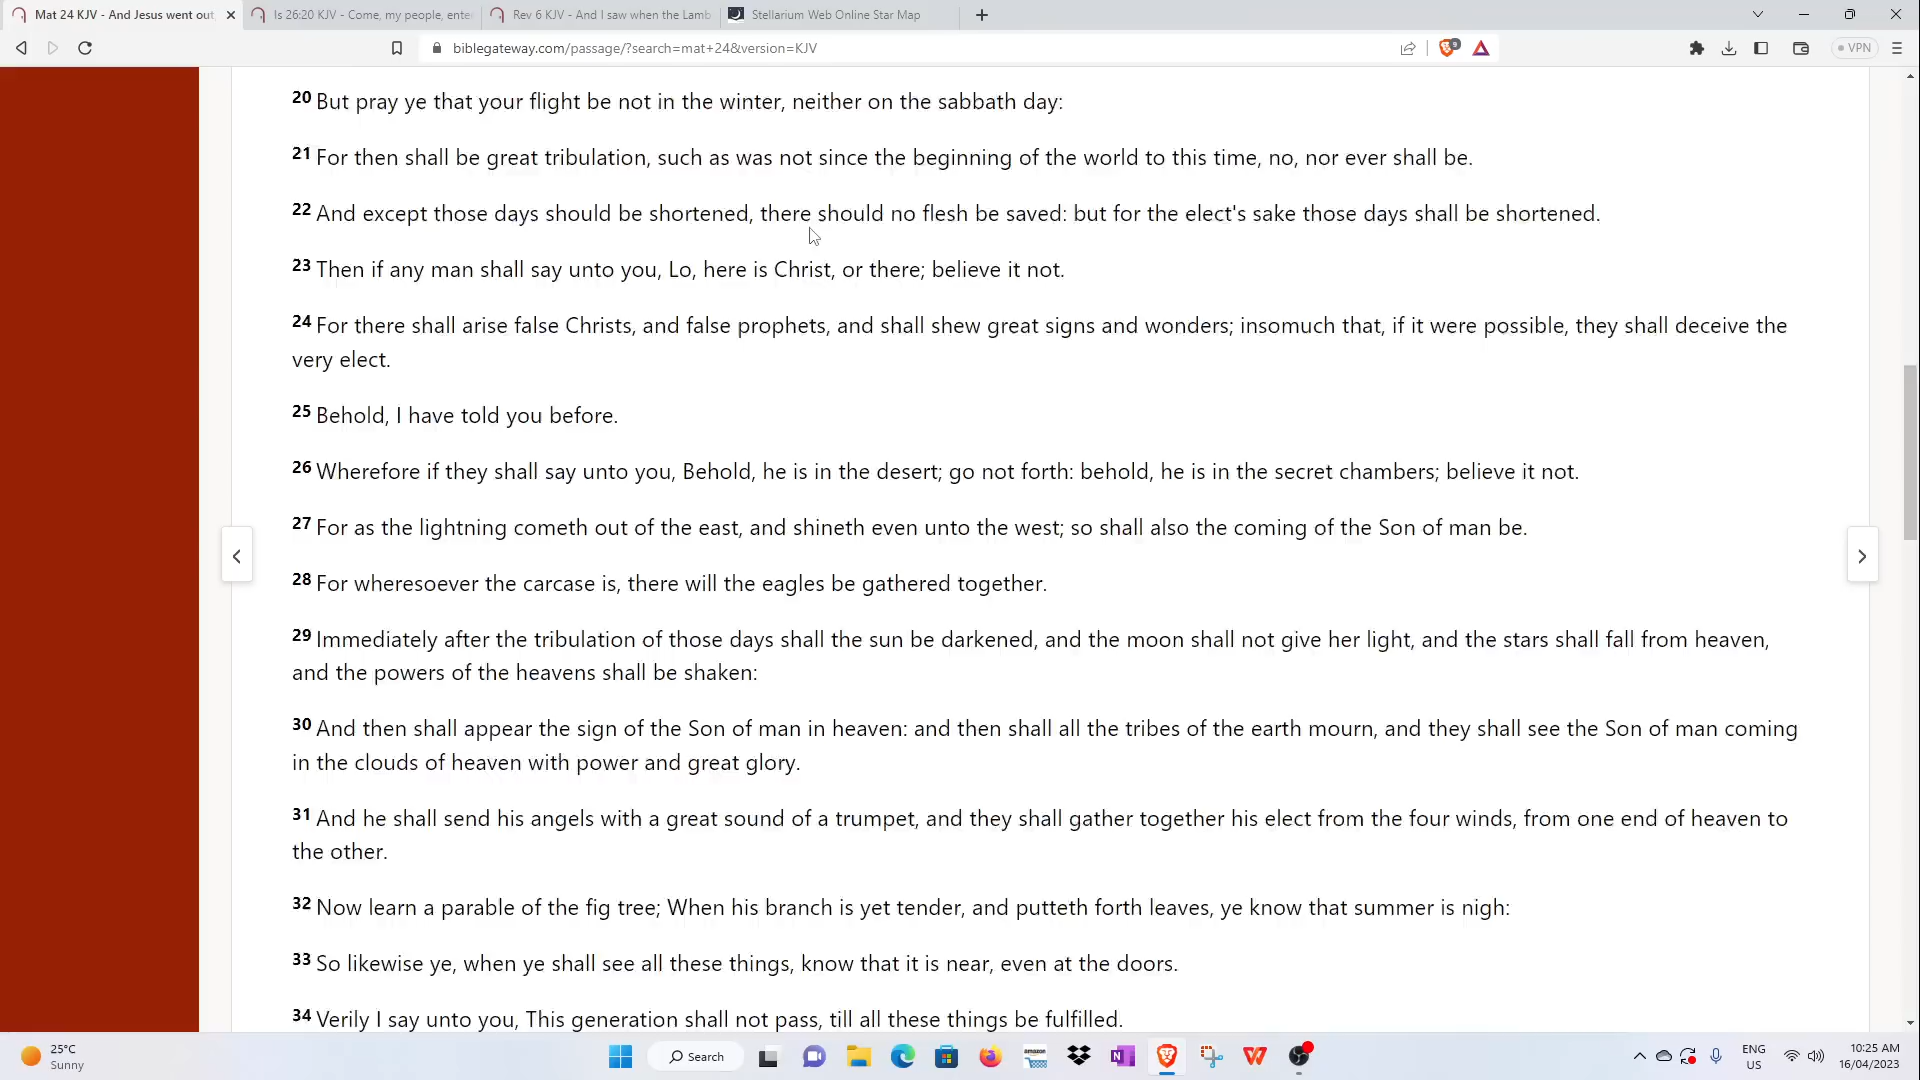 Mat 24 KJV - And Jesus went out,
Is 26:20 KJV - Come, my people, ente
Rev 6 KJV - And I saw when the Lamb
Stellarium Web Online Star Map
biblegateway.com/passage/?search=mat+24&version=KJV
9
VPN
20 But pray ye that your flight be not in the winter, neither on the sabbath day:
21 For then shall be great tribulation, such as was not since the beginning of the world to this time, no, nor ever shall be.
22 And except those days should be shortened, there should no flesh be saved: but for the elect's sake those days shall be shortened.
23 Then if any man shall say unto you, Lo, here is Christ, or there; believe it not.
24 For there shall arise false Christs, and false prophets, and shall shew great signs and wonders; insomuch that, if it were possible, they shall deceive the
very elect.
25 Behold, I have told you before.
26 Wherefore if they shall say unto you, Behold, he is in the desert; go not forth: behold, he is in the secret chambers; believe it not.
27 For as the lightning cometh out of the east, and shineth even unto the west; so shall also the coming of the Son of man be.
28 For wheresoever the carcase is, there will the eagles be gathered together.
29 Immediately after the tribulation of those days shall the sun be darkened, and the moon shall not give her light, and the stars shall fall from heaven,
and the powers of the heavens shall be shaken:
30 And then shall appear the sign of the Son of man in heaven: and then shall all the tribes of the earth mourn, and they shall see the Son of man coming
in the clouds of heaven with power and great glory.
31 And he shall send his angels with a great sound of a trumpet, and they shall gather together his elect from the four winds, from one end of heaven to
the other.
32 Now learn a parable of the fig tree; When his branch is yet tender, and putteth forth leaves, ye know that summer is nigh:
33 So likewise ye, when ye shall see all these things, know that it is near, even at the doors.
34 Verily I say unto you, This generation shall not pass, till all these things be fulfilled.
25°C
Sunny
Search
amazon
ENG
US
10:25 AM
16/04/2023